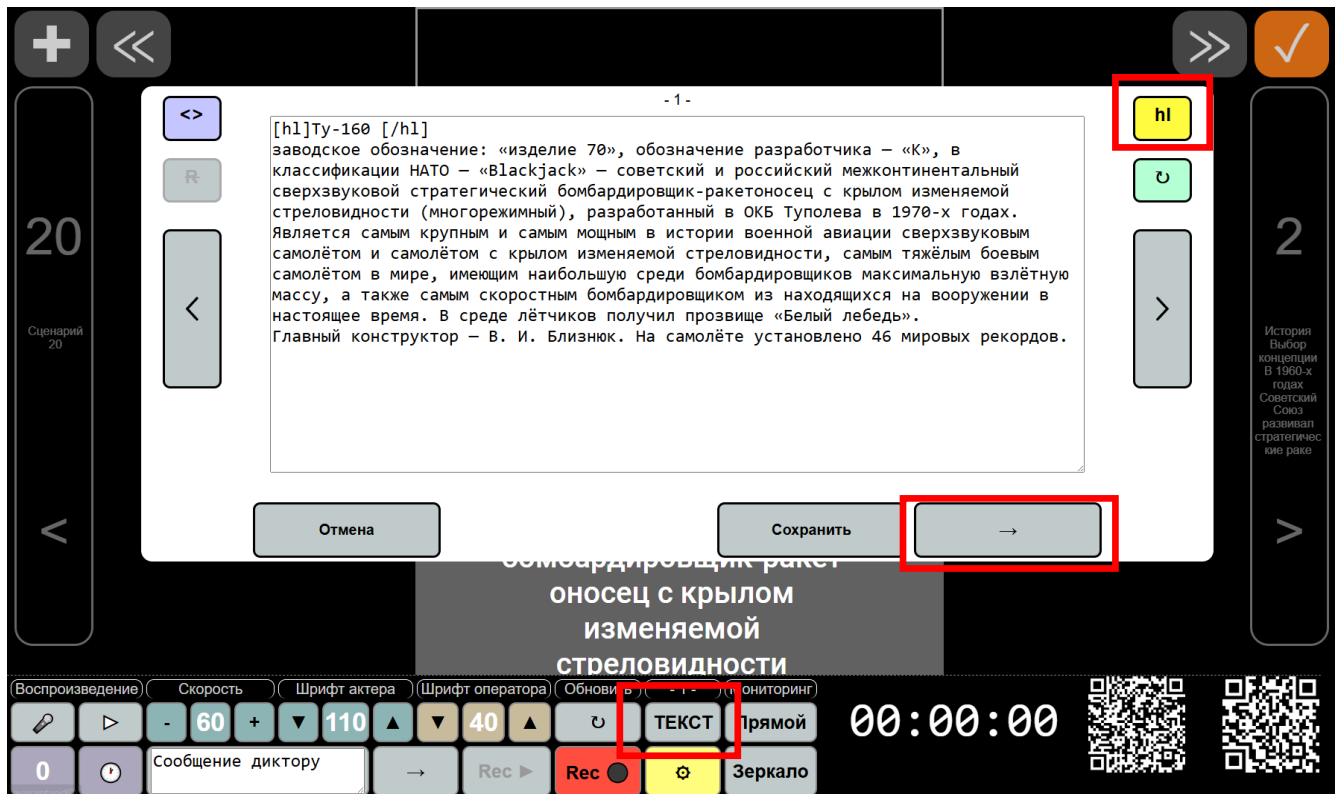 - 1 -
<>
hl
R
↻
[hl]Ту-160 [/hl]
заводское обозначение: «изделие 70», обозначение разработчика — «К», в
классификации НАТО — «Blackjack» — советский и российский межконтинентальный
сверхзвуковой стратегический бомбардировщик-ракетоносец с крылом изменяемой
стреловидности (многорежимный), разработанный в ОКБ Туполева в 1970-х годах.
Является самым крупным и самым мощным в истории военной авиации сверхзвуковым
самолётом и самолётом с крылом изменяемой стреловидности, самым тяжёлым боевым
самолётом в мире, имеющим наибольшую среди бомбардировщиков максимальную взлётную
массу, а также самым скоростным бомбардировщиком из находящихся на вооружении в
настоящее время. В среде лётчиков получил прозвище «Белый лебедь».
Главный конструктор — В. И. Близнюк. На самолёте установлено 46 мировых рекордов.
20
Сценарий
20
<
2
История
Выбор
концепции
В 1960-х
годах
Советский
Союз
развивал
стратегичес
кие раке
>
Отмена
Сохранить
→
бомбардировщик-ракет
оносец с крылом
изменяемой
стреловидности
Воспроизведение Скорость Шрифт актера Шрифт оператора Обновить - 1 - Мониторинг
- 60 + ▼ 110 ▲ ▼ 40 ▲ ↻ ТЕКСТ Прямой
00:00:00
0 Сообщение диктору → Rec ▶ Rec Зеркало